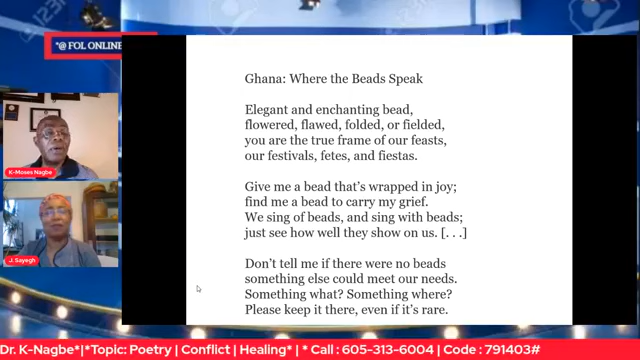 "@ FOL ONLINE
Ghana: Where the Beads Speak
Elegant and enchanting bead,
flowered, flawed, folded, or fielded,
you are the true frame of our feasts,
our festivals, fetes, and fiestas.
Give me a bead that's wrapped in joy;
find me a bead to carry my grief.
We sing of beads, and sing with beads;
just see how well they show on us. [. . .]
Don't tell me if there were no beads
something else could meet our needs.
Something what? Something where?
Please keep it there, even if it's rare.
K-Moses Nagbe
J. Sayegh
Dr. K-Nagbe*|*Topic: Poetry | Conflict | Healing* | * Call : 605-313-6004 | Code : 791403#